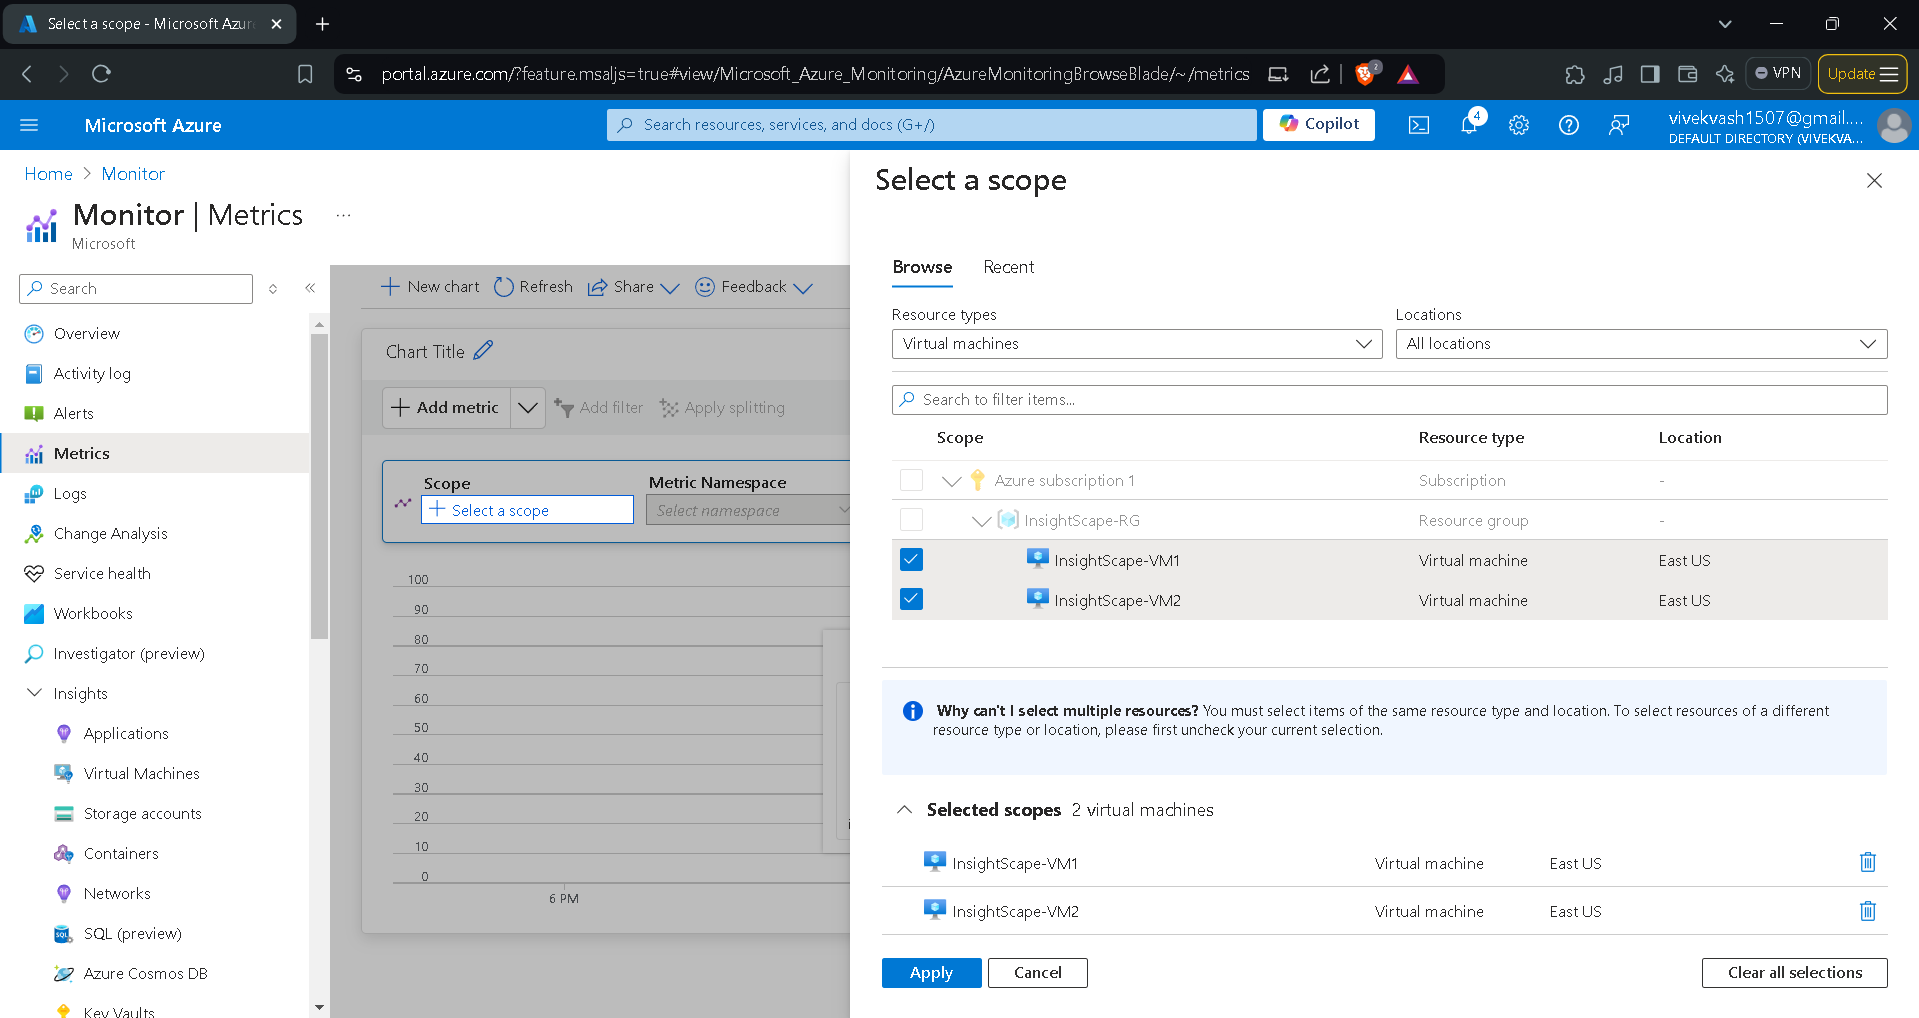 Select a scope - Microsoft Azur
portal.azure.com/?feature.msaljs=true#view/Microsoft_Azure_Monitoring/AzureMonitoringBrowseBlade/~/metrics
2
VPN
Update
Microsoft Azure
Search resources, services, and docs (G+/)
Copilot
4
vivekvash1507@gmail....
DEFAULT DIRECTORY (VIVEKVA...
Home > Monitor
Monitor | Metrics
...
Microsoft
Search
Overview
Activity log
Alerts
Metrics
Logs
Change Analysis
Service health
Workbooks
Investigator (preview)
Insights
Applications
Virtual Machines
Storage accounts
Containers
Networks
SQL (preview)
Azure Cosmos DB
Key Vaults
New chart
Refresh
Share
Feedback
Chart Title
Add metric
Add filter
Apply splitting
Scope
Metric Namespace
Select a scope
Select namespace
100
90
80
70
60
50
40
30
20
10
0
6 PM
Select a scope
Browse
Recent
Resource types
Locations
Virtual machines
All locations
Search to filter items...
Scope Resource type Location
Azure subscription 1 Subscription -
InsightScape-RG Resource group -
InsightScape-VM1 Virtual machine East US
InsightScape-VM2 Virtual machine East US
Why can't I select multiple resources? You must select items of the same resource type and location. To select resources of a different
resource type or location, please first uncheck your current selection.
Selected scopes 2 virtual machines
InsightScape-VM1 Virtual machine East US
InsightScape-VM2 Virtual machine East US
Apply
Cancel
Clear all selections